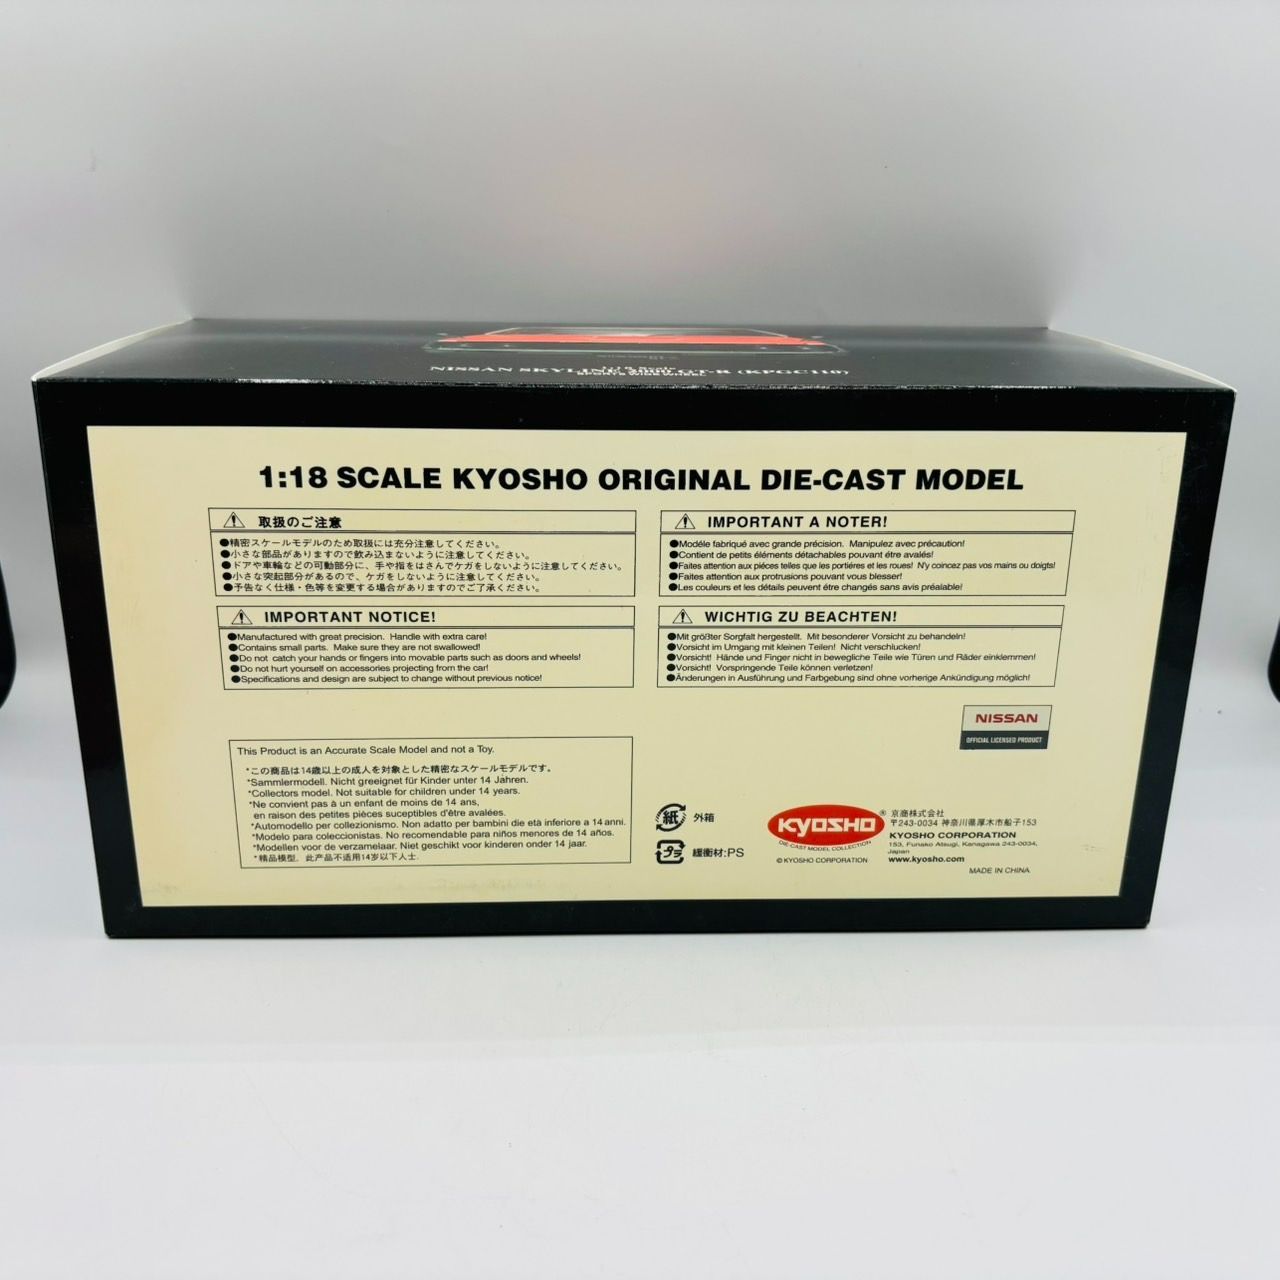 NISSAN SKYLINE 2000 GT-R (KPGC110)
1:18 SCALE KYOSHO ORIGINAL DIE-CAST MODEL
取扱のご注意
●精密スケールモデルのため取扱には充分注意してください。
●小さな部品がありますので飲み込まないように注意してください。
●ドアや車輪などの可動部分に、手や指をはさんでケガをしないように注意してください。
●小さな突起部分があるので、ケガをしないように注意してください。
●予告なく仕様・色等を変更する場合がありますのでご了承ください。
IMPORTANT NOTICE!
●Manufactured with great precision. Handle with extra care!
●Contains small parts. Make sure they are not swallowed!
●Do not catch your hands or fingers into movable parts such as doors and wheels!
●Do not hurt yourself on accessories projecting from the car!
●Specifications and design are subject to change without previous notice!
IMPORTANT A NOTER!
●Modéle fabriqué avec grande précision. Manipulez avec précaution!
●Contient de petits éléments détachables pouvant être avalés!
●Faites attention aux piéces telles que les portiéres et les roues! N'y coincez pas vos mains ou doigts!
●Faites attention aux protrusions pouvant vous blesser!
●Les couleurs et les détails peuvent être changés sans avis préalable!
WICHTIG ZU BEACHTEN!
●Mit größter Sorgfalt hergestellt. Mit besonderer Vorsicht zu behandeln!
●Vorsicht im Umgang mit kleinen Teilen! Nicht verschlucken!
●Vorsicht! Hände und Finger nicht in bewegliche Teile wie Türen und Räder einklemmen!
●Vorsicht! Vorspringende Teile können verletzen!
●Änderungen in Ausführung und Farbgebung sind ohne vorherige Ankündigung möglich!
NISSAN
OFFICIAL LICENSED PRODUCT
This Product is an Accurate Scale Model and not a Toy.
*この商品は14歳以上の成人を対象とした精密なスケールモデルです。
*Sammlermodell. Nicht greeignet für Kinder unter 14 Jahren.
*Collectors model. Not suitable for children under 14 years.
*Ne convient pas à un enfant de moins de 14 ans,
en raison des petites pièces suceptibles d'être avalées.
*Automodello per collezionismo. Non adatto per bambini die età inferiore a 14 anni.
*Modelo para coleccionistas. No recomendable para niños menores de 14 años.
*Modellen voor de verzamelaar. Niet geschikt voor kinderen onder 14 jaar.
*精品模型，此产品不适用14岁以下人士.
紙 外箱
プラ 緩衝材:PS
KYOSHO®
DIE-CAST MODEL COLLECTION
© KYOSHO CORPORATION
京商株式会社
〒243-0034 神奈川県厚木市船子153
KYOSHO CORPORATION
153, Funako Atsugi, Kanagawa 243-0034,
Japan
www.kyosho.com
MADE IN CHINA